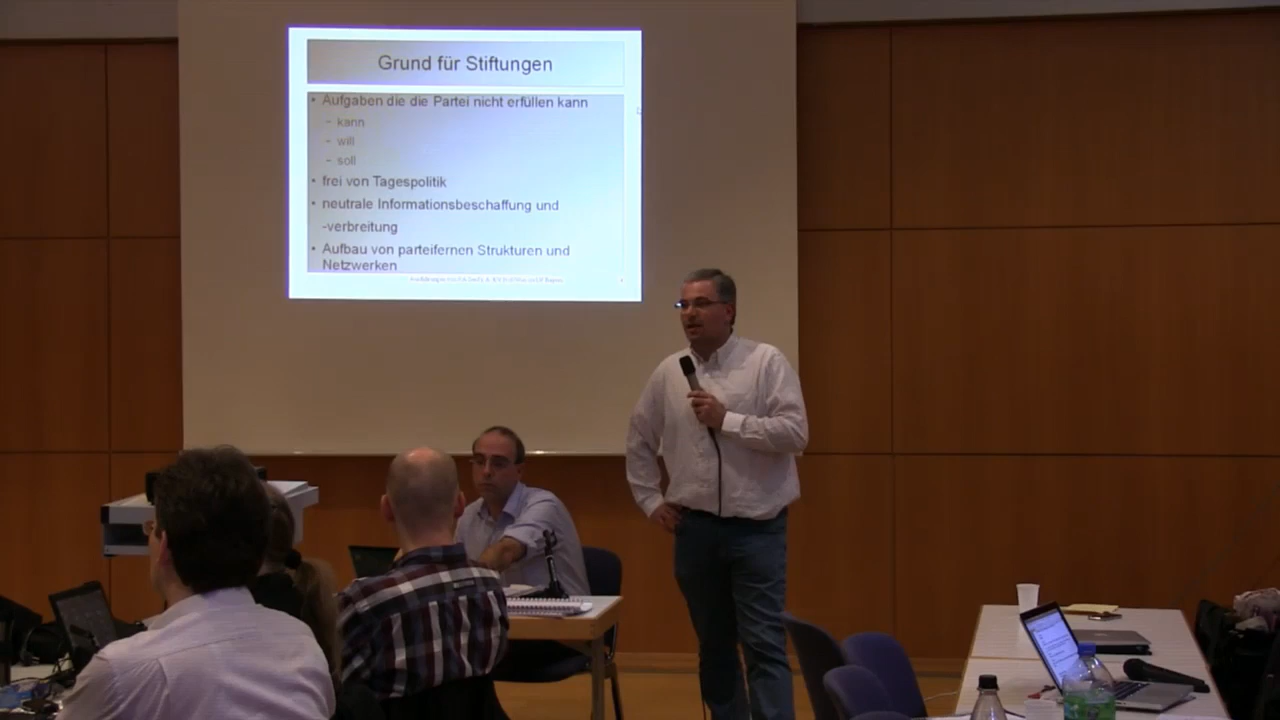 Grund für Stiftungen
• Aufgaben die die Partei nicht erfüllen kann
– kann
– will
– soll
• frei von Tagespolitik
• neutrale Informationsbeschaffung und
-verbreitung
• Aufbau von parteifernen Strukturen und
Netzwerken